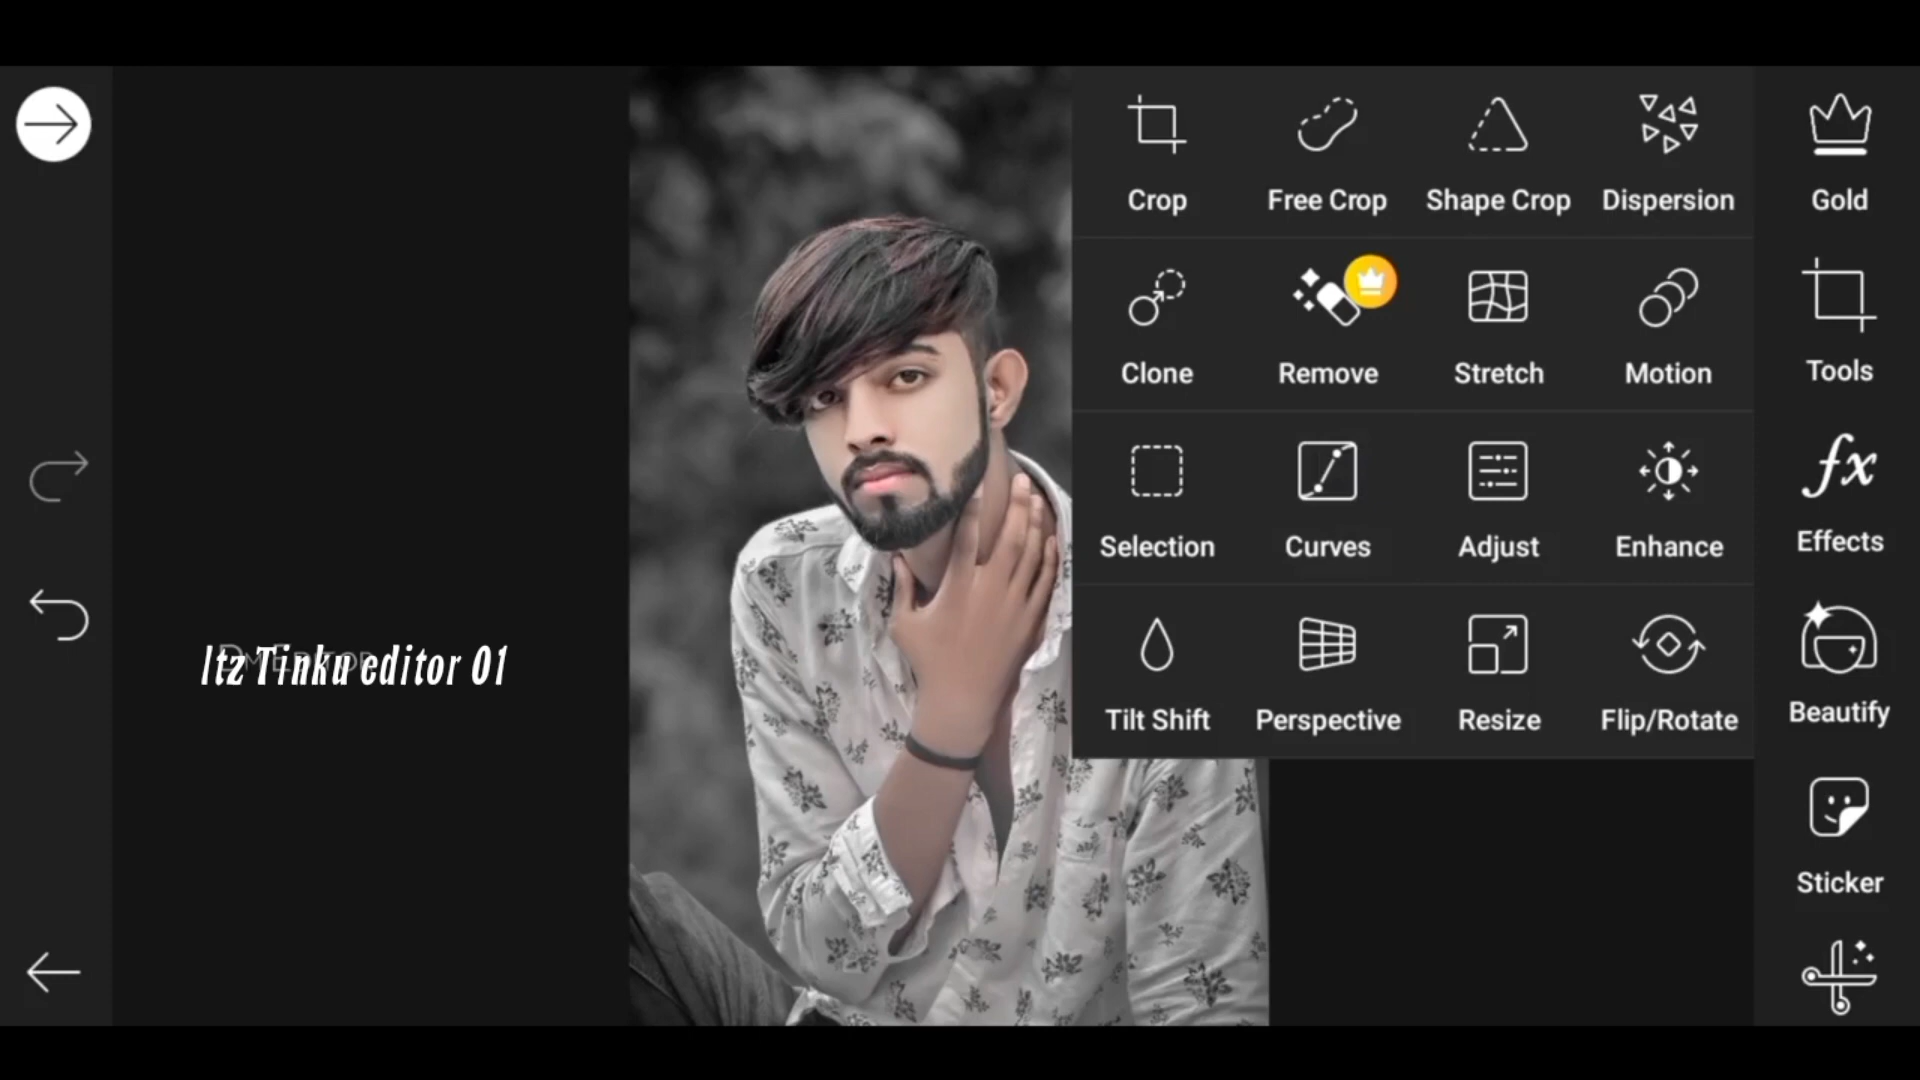 Crop Free Crop Shape Crop Dispersion
Clone Remove Stretch Motion
Selection Curves Adjust Enhance
Tilt Shift Perspective Resize Flip/Rotate
Gold
Tools
fx
Effects
Beautify
Sticker
Itz Tinku editor 01